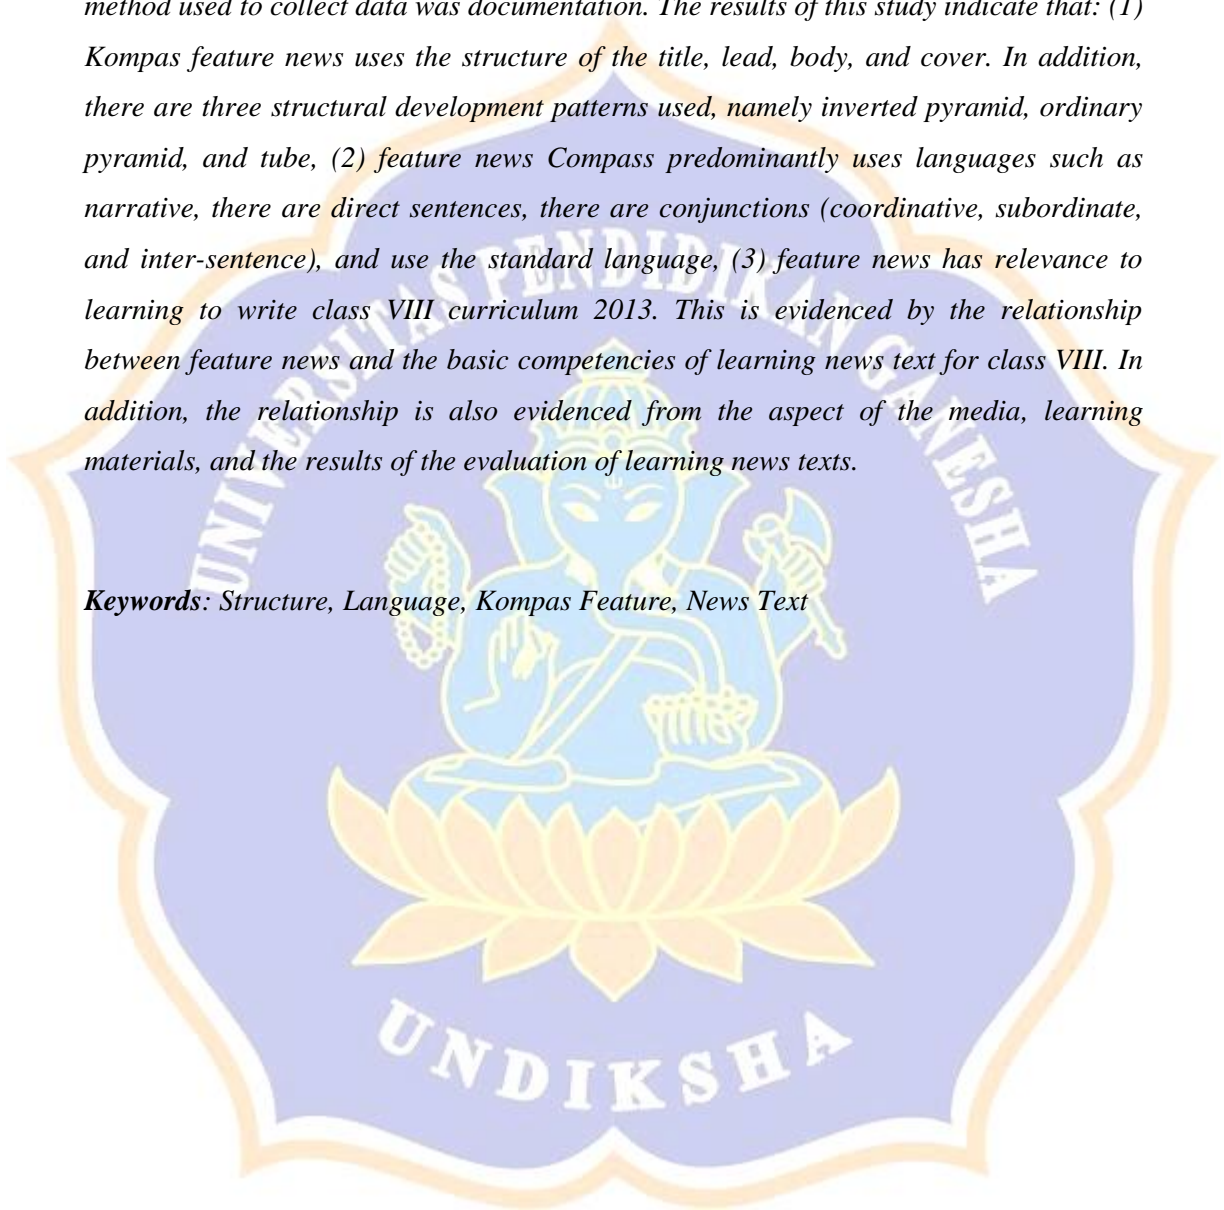 method used to collect data was documentation. The results of this study indicate that: (1)
Kompas feature news uses the structure of the title, lead, body, and cover. In addition,
there are three structural development patterns used, namely inverted pyramid, ordinary
pyramid, and tube, (2) feature news Compass predominantly uses languages such as
narrative, there are direct sentences, there are conjunctions (coordinative, subordinate,
and inter-sentence), and use the standard language, (3) feature news has relevance to
learning to write class VIII curriculum 2013. This is evidenced by the relationship
between feature news and the basic competencies of learning news text for class VIII. In
addition, the relationship is also evidenced from the aspect of the media, learning
materials, and the results of the evaluation of learning news texts.
Keywords: Structure, Language, Kompas Feature, News Text
UNIVERSITAS PENDIDIKAN GANESHA
UNDIKSHA